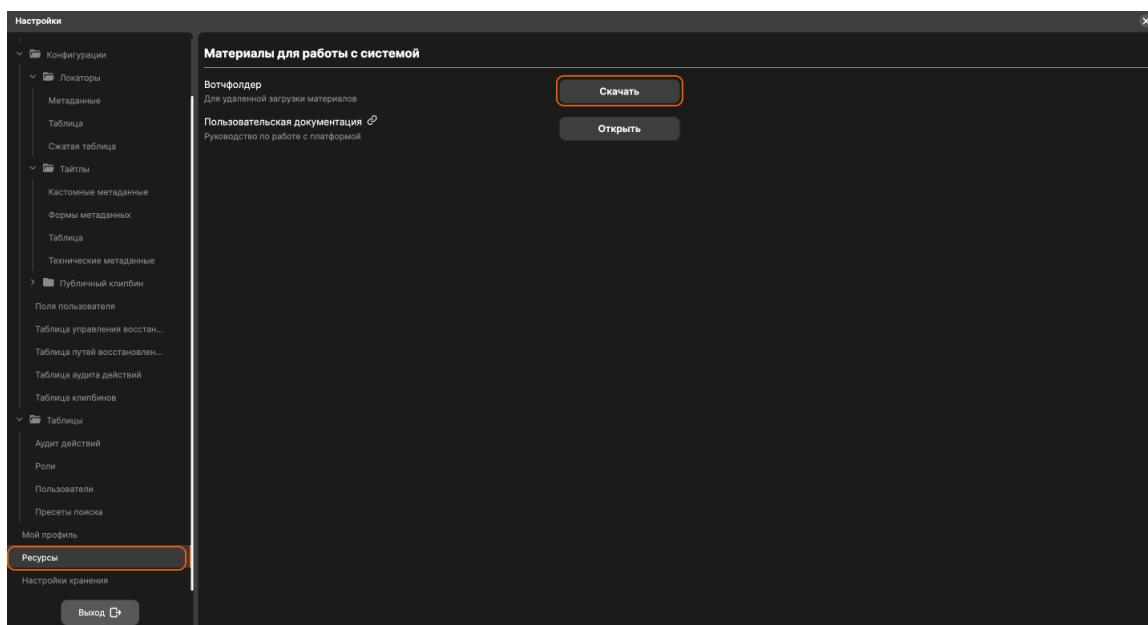 Настройки
Конфигурации
Локаторы
Метаданные
Таблица
Сжатая таблица
Тайтлы
Кастомные метаданные
Формы метаданных
Таблица
Технические метаданные
Публичный клипбин
Поля пользователя
Таблица управления восстан...
Таблица путей восстановлен...
Таблица аудита действий
Таблица клипбинов
Таблицы
Аудит действий
Роли
Пользователи
Пресеты поиска
Мой профиль
Ресурсы
Настройки хранения
Выход
Материалы для работы с системой
Вотчфолдер
Для удаленной загрузки материалов
Скачать
Пользовательская документация
Руководство по работе с платформой
Открыть